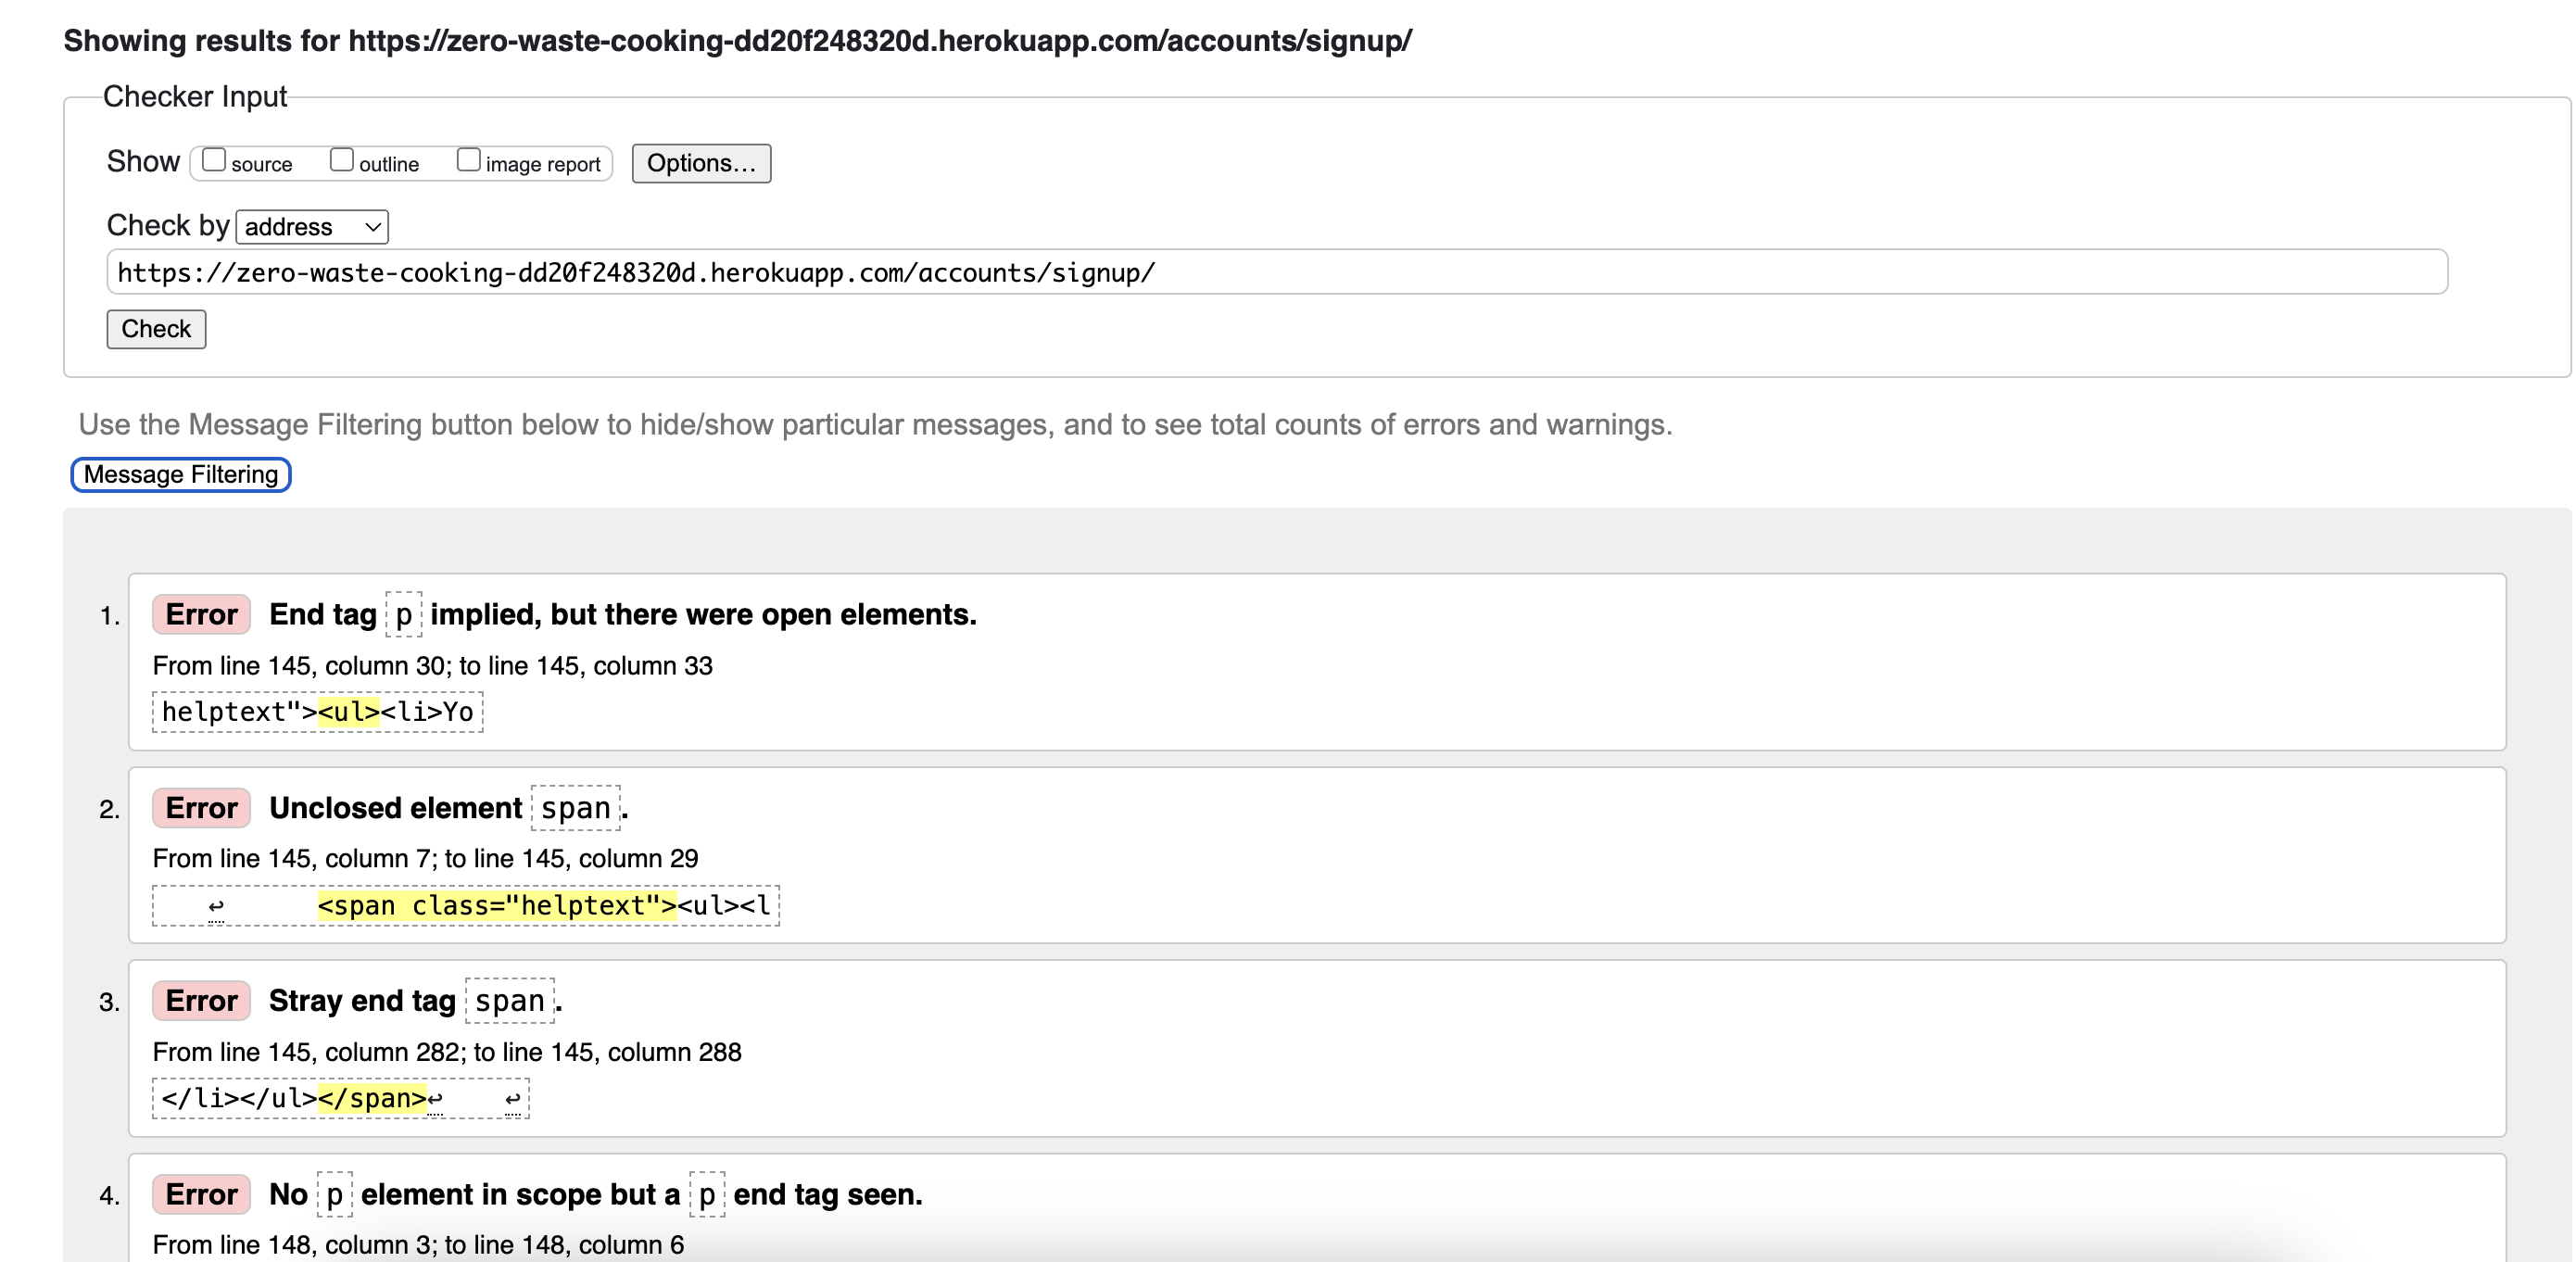 Showing results for https://zero-waste-cooking-dd20f248320d.herokuapp.com/accounts/signup/
Checker Input
Show source outline image report Options...
Check by address
https://zero-waste-cooking-dd20f248320d.herokuapp.com/accounts/signup/
Check
Use the Message Filtering button below to hide/show particular messages, and to see total counts of errors and warnings.
Message Filtering
1. Error End tag p implied, but there were open elements.
From line 145, column 30; to line 145, column 33
helptext"><ul><li>Yo
2. Error Unclosed element span.
From line 145, column 7; to line 145, column 29
↩ <span class="helptext"><ul><l
3. Error Stray end tag span.
From line 145, column 282; to line 145, column 288
</li></ul></span>↩ ↩
4. Error No p element in scope but a p end tag seen.
From line 148, column 3; to line 148, column 6